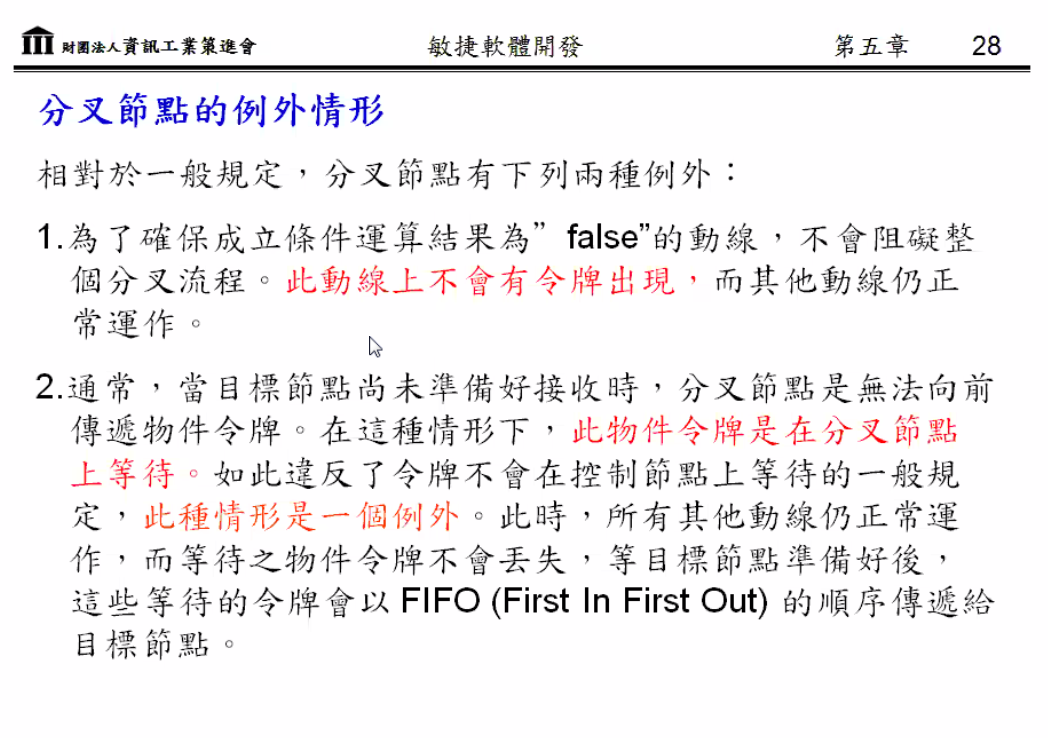 財團法人資訊工業策進會 敏捷軟體開發 第五章 28
分叉節點的例外情形
相對於一般規定，分叉節點有下列兩種例外：
1.為了確保成立條件運算結果為”false”的動線，不會阻礙整
個分叉流程。此動線上不會有令牌出現，而其他動線仍正
常運作。
2.通常，當目標節點尚未準備好接收時，分叉節點是無法向前
傳遞物件令牌。在這種情形下，此物件令牌是在分叉節點
上等待。如此違反了令牌不會在控制節點上等待的一般規
定，此種情形是一個例外。此時，所有其他動線仍正常運
作，而等待之物件令牌不會丟失，等目標節點準備好後，
這些等待的令牌會以 FIFO (First In First Out) 的順序傳遞給
目標節點。